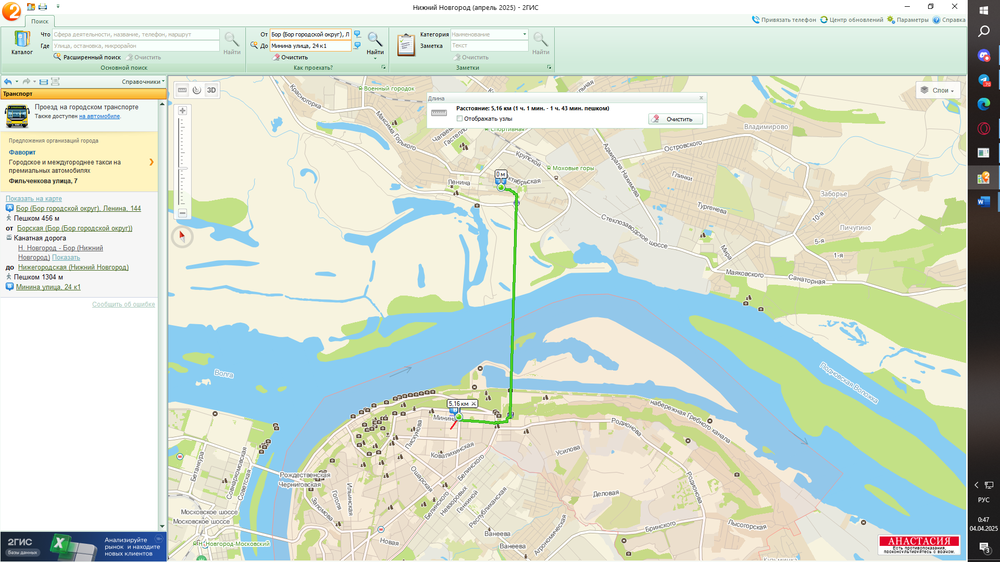 Нижний Новгород (апрель 2025) - 2ГИС
Поиск
Привязать телефон
Центр обновлений
Параметры
Справка
Каталог
Что
Сфера деятельности, название, телефон, маршрут
Где
Улица, остановка, микрорайон
Расширенный поиск
Очистить
Найти
Основной поиск
От
Бор (Бор городской округ), Л
До
Минина улица, 24 к1
Очистить
Найти
Как проехать?
Категория
Наименование
Заметка
Текст
Очистить
Найти
Заметки
Справочники
Транспорт
Проезд на городском транспорте
Также доступен на автомобиле.
Предложения организаций города
Фаворит
Городское и междугороднее такси на
премиальных автомобилях
Фильченкова улица, 7
Показать на карте
A Бор (Бор городской округ), Ленина, 144
Пешком 456 м
от Борская (Бор (Бор городской округ))
Канатная дорога
Н. Новгород - Бор (Нижний
Новгород) Показать
до Нижегородская (Нижний Новгород)
Пешком 1304 м
B Минина улица, 24 к1
Сообщить об ошибке
2ГИС
Базы данных
Анализируйте
рынок и находите
новых клиентов
18+
3D
Слои
Длина
Расстояние: 5,16 км (1 ч. 1 мин. - 1 ч. 43 мин. пешком)
Отображать узлы
Очистить
Военный городок
Красногорка
Максима Горького
Чапаева
Гастелло
Спортивная
Крупской
Моховые горы
Адмирала Нахимова
Островского
Владимирово
Глинки
Заборье
Тургенева
10-я
Пичугино
5-я
1-я
Мира
Маяковского
Санаторная
Стеклозаводское шоссе
0 м
Ленина
Волга
Подновская Воложка
5,16 км
B
Минина
набережная Гребного канала
Родионова
Пискунова
Ковалихинская
Усилова
Белинского
Ошарская
Бетанкура
Совнаркомовская
Советская
Рождественская
Черниговская
Гоголя
Ильинская
Заломова
Белинского
Невзоровых
Генкиной
Республиканская
Деловая
Родионова
Московское шоссе
Московское шоссе
Н. Новгород-Московский
Новая
Ванеева
Ванеева
Агрономическая
Бринского
Лысогорская
Кузьминка
АНАСТАСИЯ
Есть противопоказания,
проконсультируйтесь с врачом.
70
РУС
0:47
04.04.2025
3